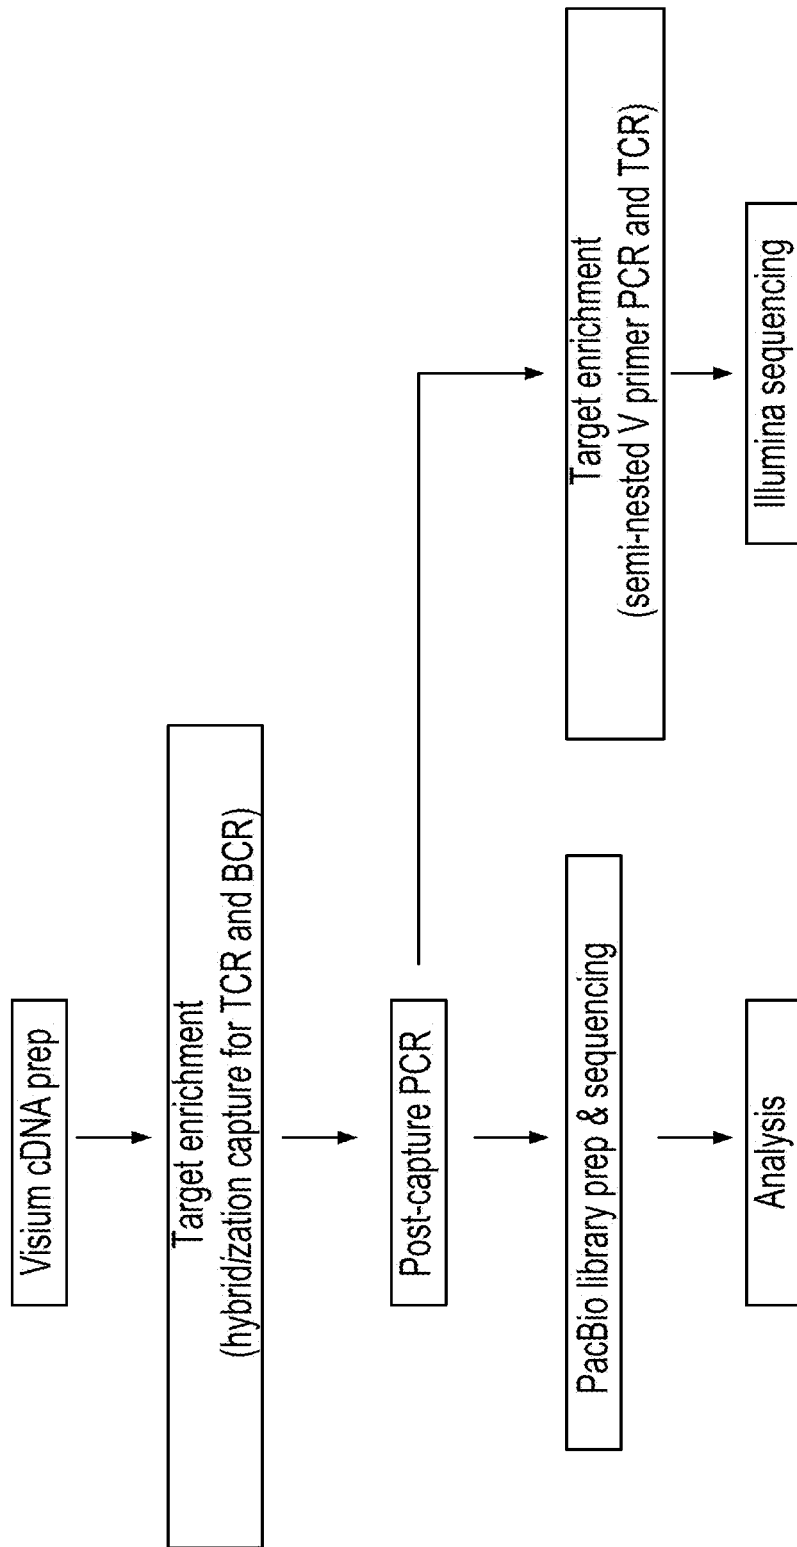 Visium cDNA prep
Target enrichment
(hybridization capture for TCR and BCR)
Post-capture PCR
PacBio library prep & sequencing
Analysis
Target enrichment
(semi-nested V primer PCR and TCR)
Illumina sequencing